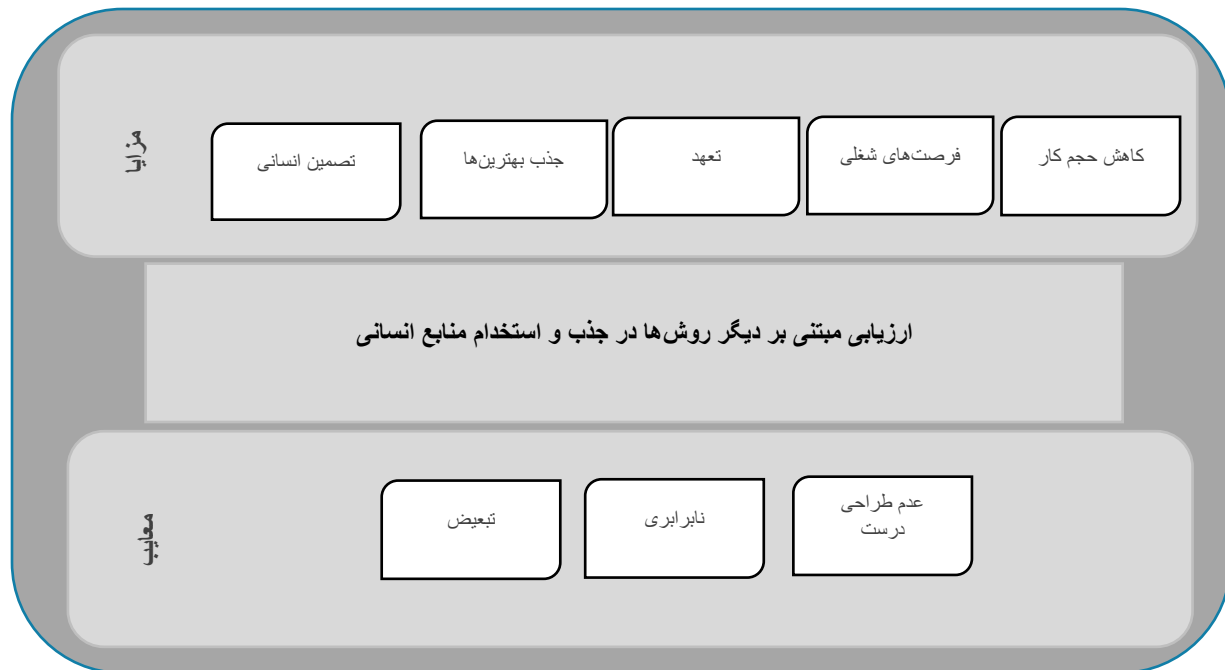 مزایا
کاهش حجم کار
فرصت‌های شغلی
تعهد
جذب بهترین‌ها
تصمین انسانی
ارزیابی مبتنی بر دیگر روش‌ها در جذب و استخدام منابع انسانی
معایب
عدم طراحی
درست
نابرابری
تبعیض